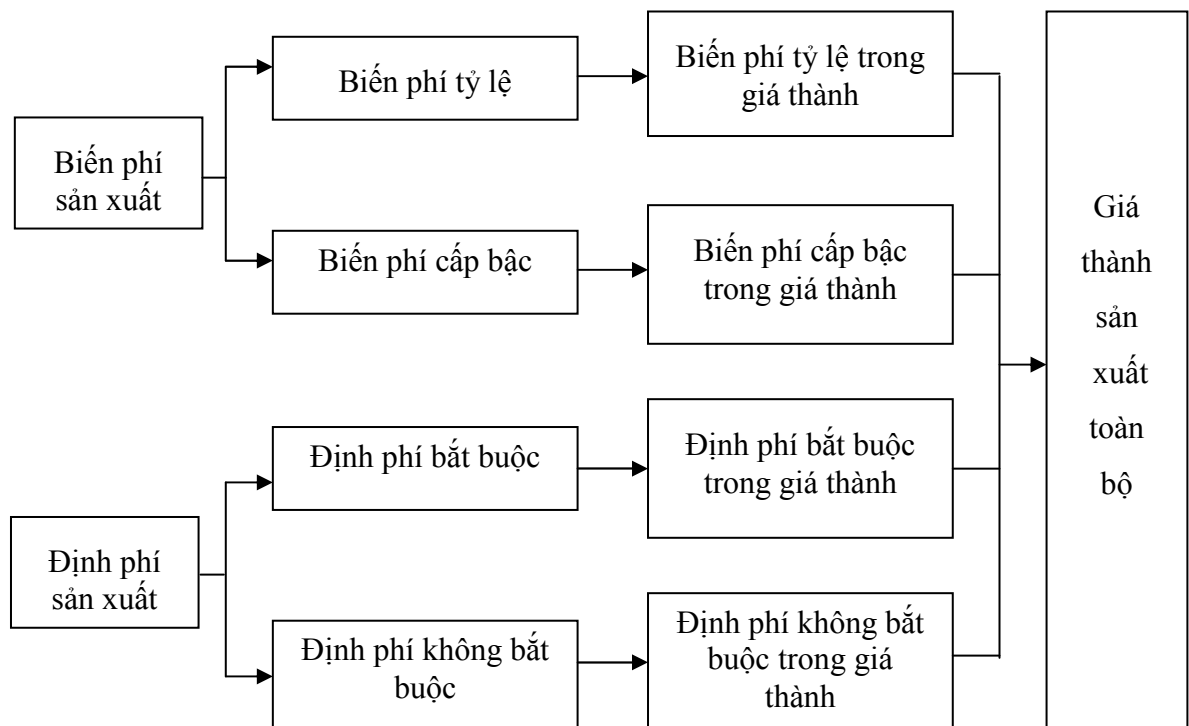 Biến phí
sản xuất
Biến phí tỷ lệ
Biến phí tỷ lệ trong
giá thành
Biến phí cấp bậc
Biến phí cấp bậc
trong giá thành
Định phí
sản xuất
Định phí bắt buộc
Định phí bắt buộc
trong giá thành
Định phí không bắt
buộc
Định phí không bắt
buộc trong giá
thành
Giá
thành
sản
xuất
toàn
bộ